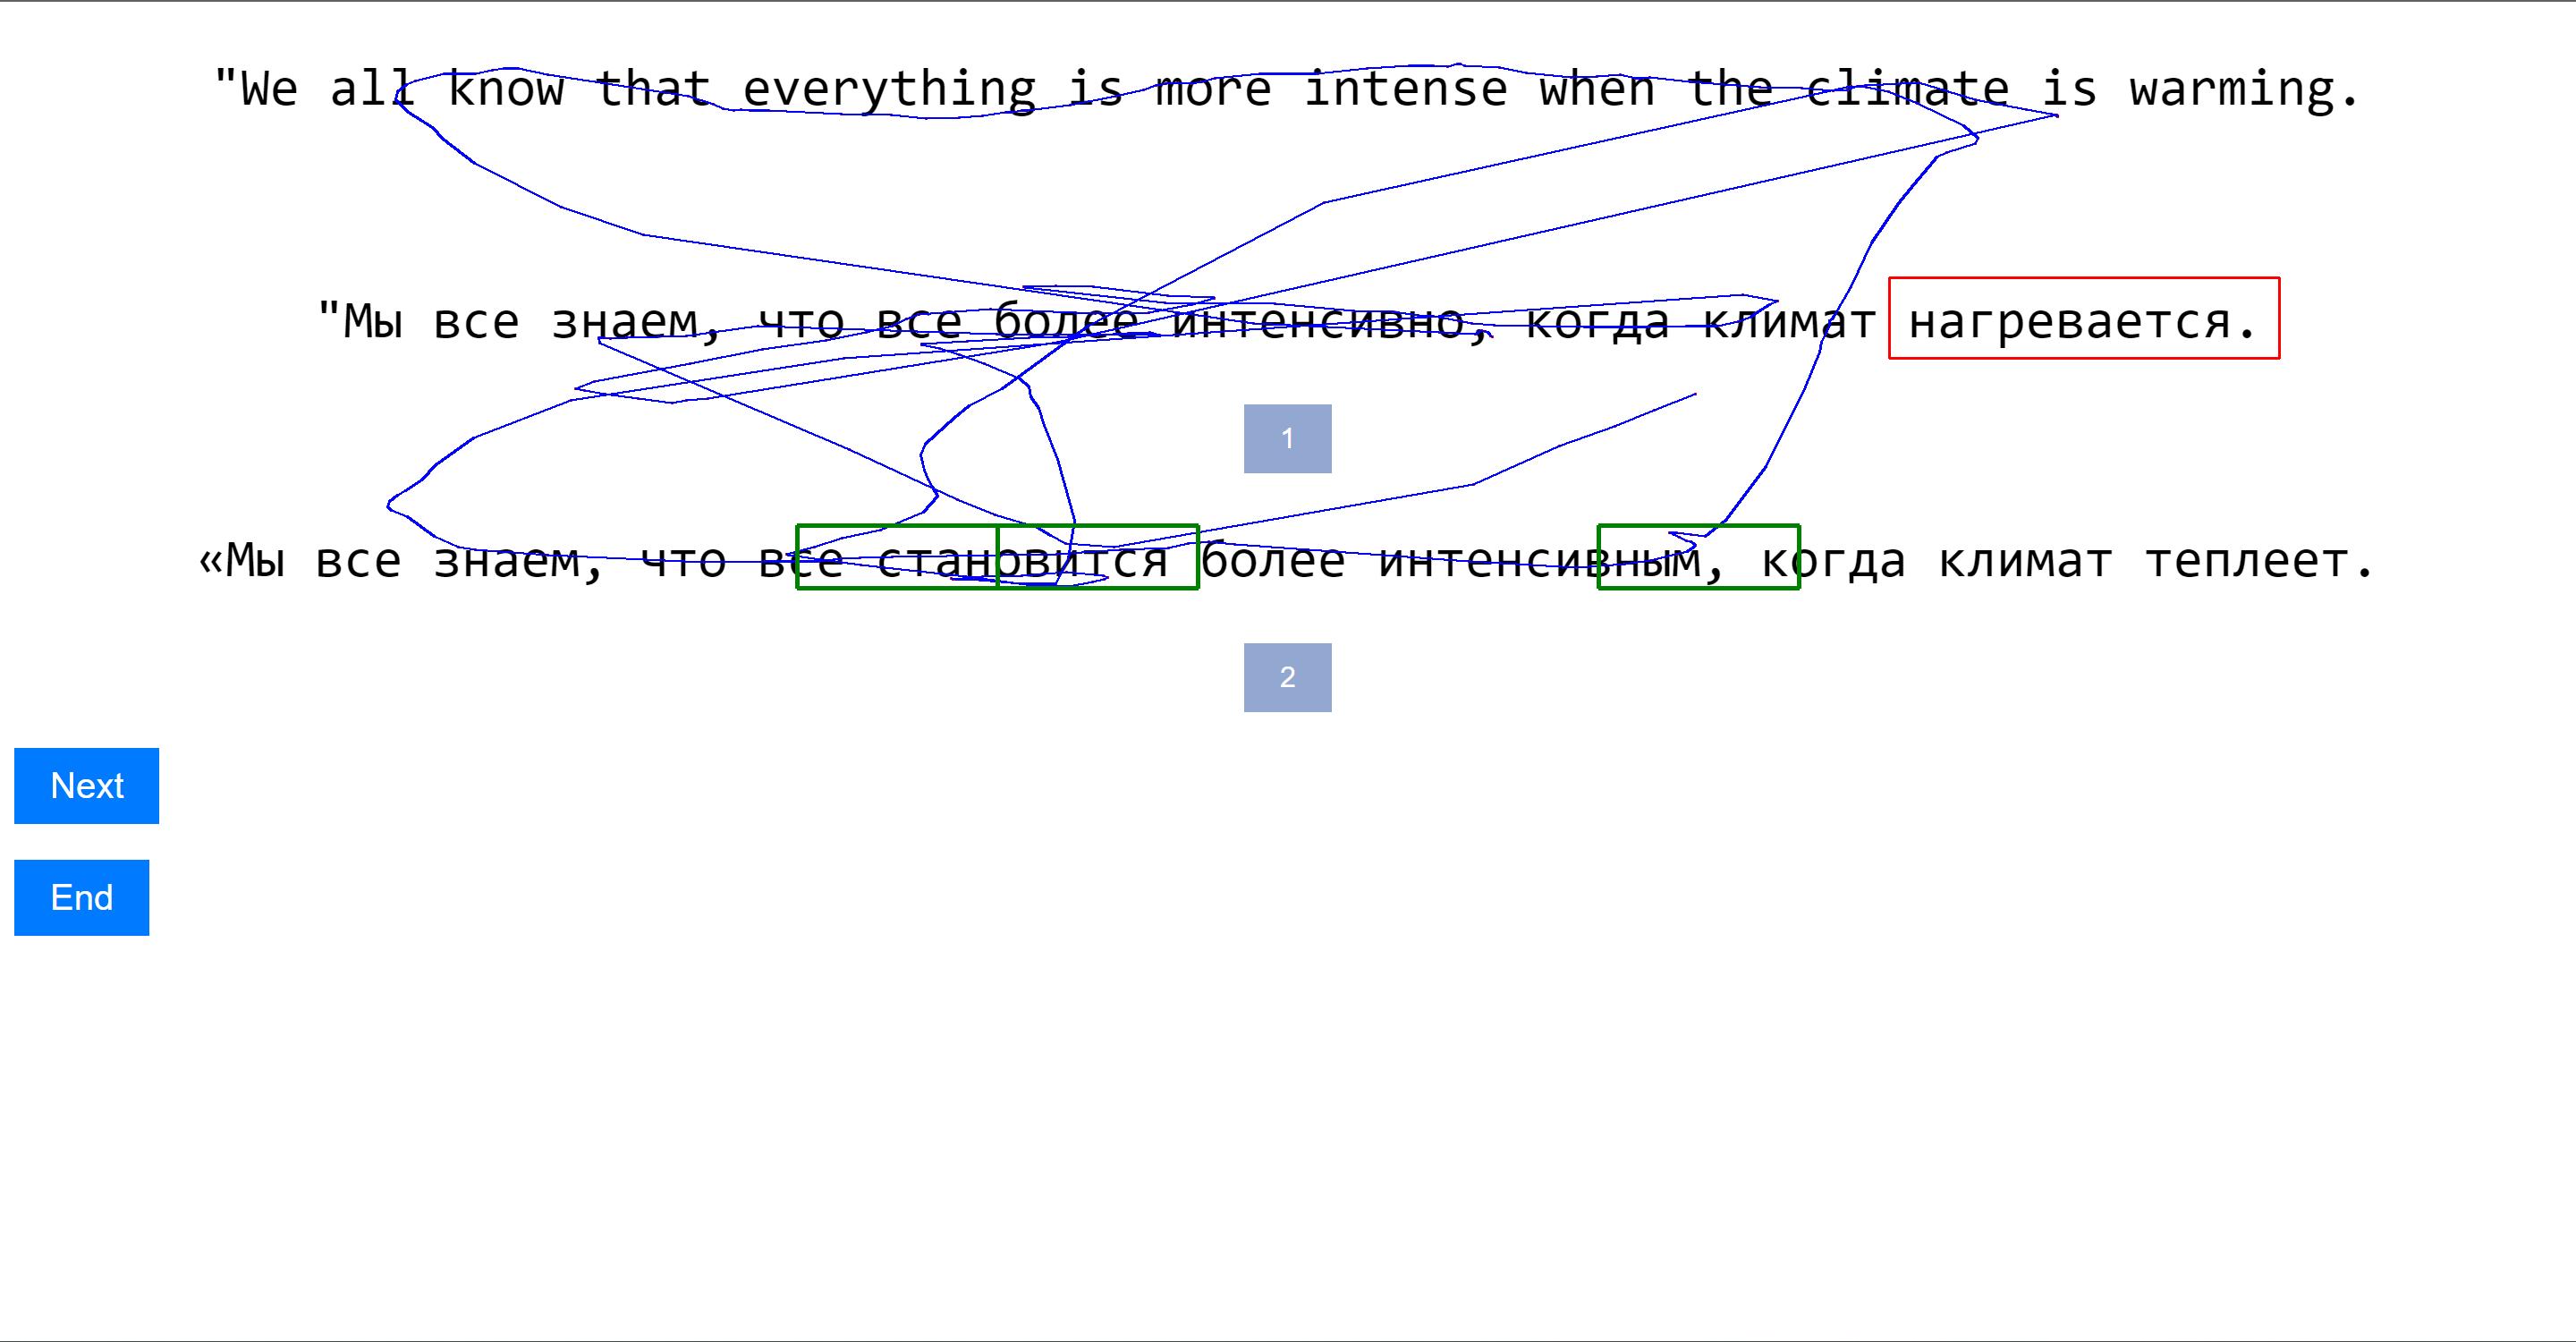 "We all know that everything is more intense when the climate is warming.
"Мы все знаем, что все более интенсивно, когда климат нагревается.
1
«Мы все знаем, что все становится более интенсивным, когда климат теплеет.
2
Next
End